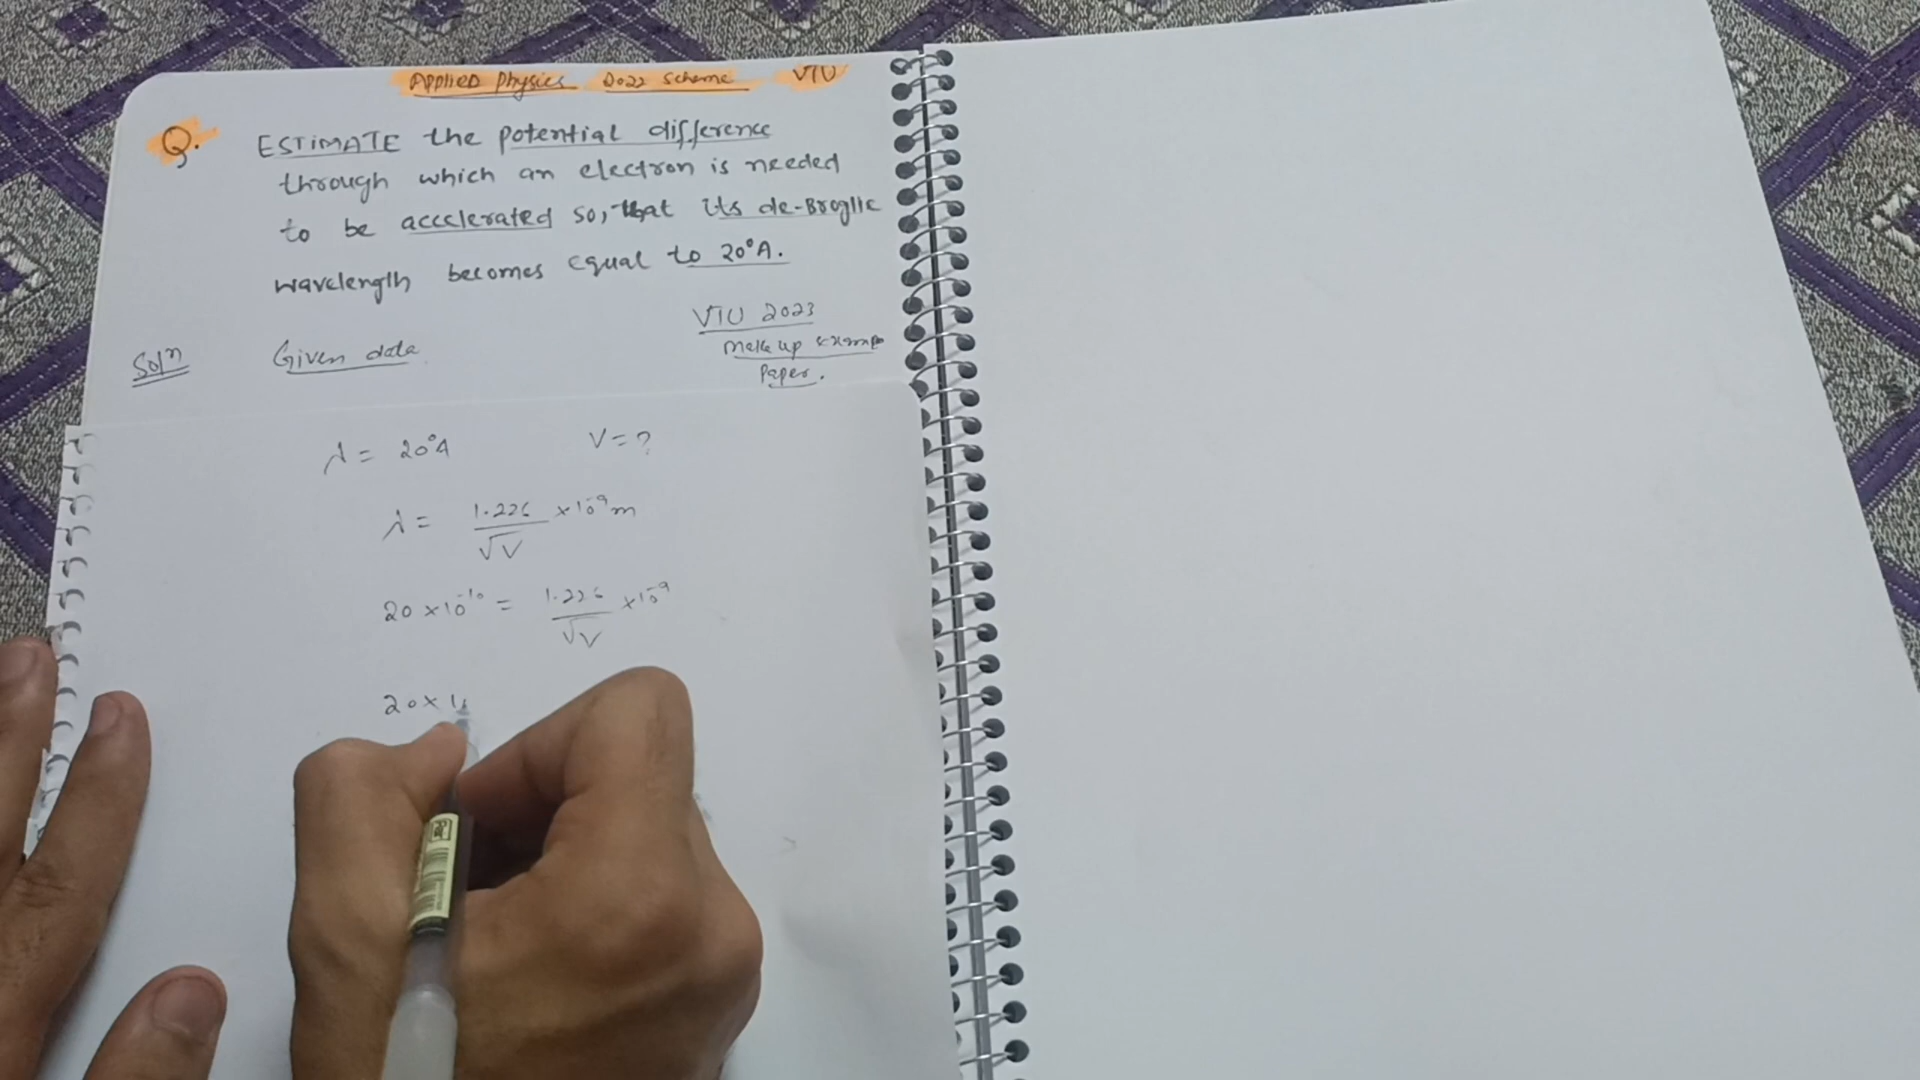 Applied Physics 2022 Scheme VTU
Q. ESTIMATE the potential difference
through which an electron is needed
to be accelerated so, that its de-Broglie
wavelength becomes equal to 20°A.
VTU 2023
Make up
Paper.
Soln Given data
λ = 20°A V = ?
λ = 1.226/√V × 10⁻⁹ m
20 × 10⁻¹⁰ = 1.226/√V × 10⁻⁹
20 × 1